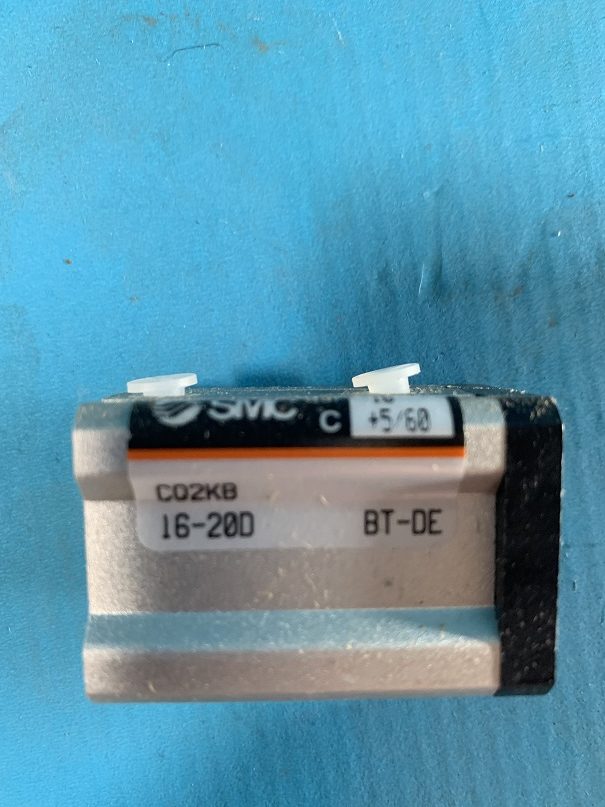 SMC
C +5/60
CQ2KB
16-20D BT-DE